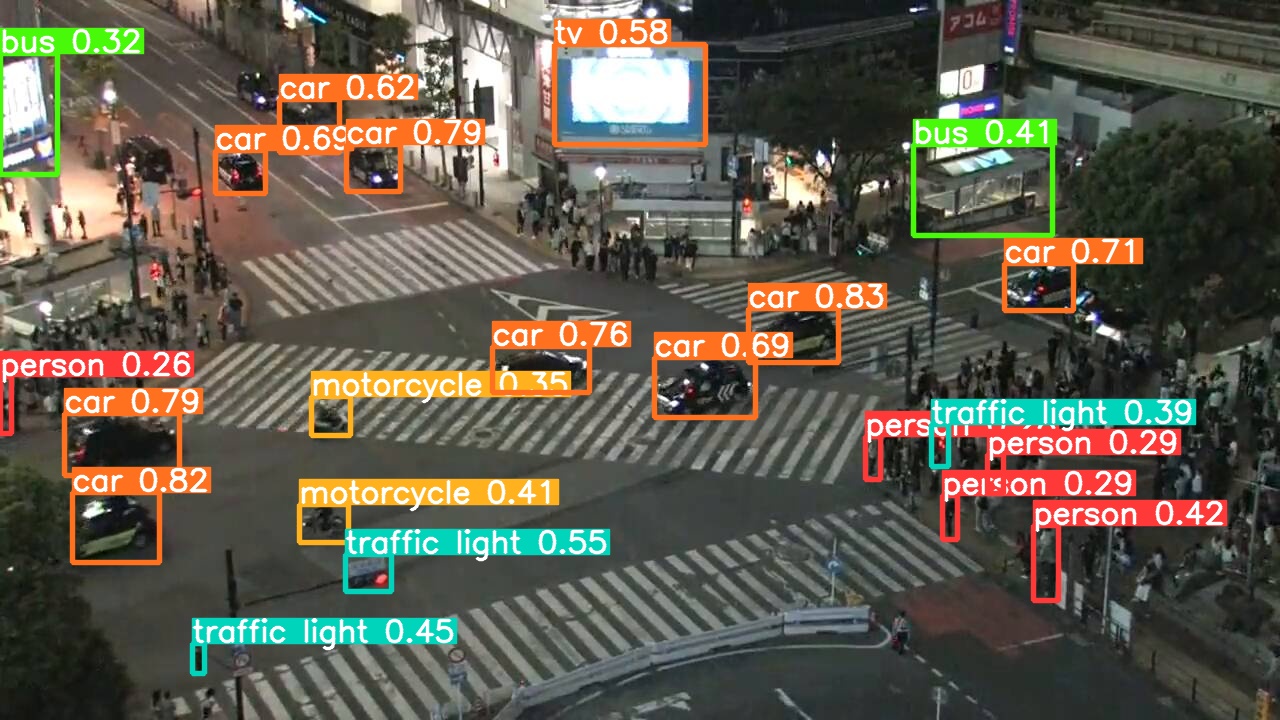 bus 0.32
tv 0.58
car 0.62
car 0.69
car 0.79
アコム
bus 0.41
car 0.71
car 0.83
car 0.76
car 0.69
person 0.26
motorcycle 0.35
car 0.79
traffic light 0.39
person 0.29
car 0.82
motorcycle 0.41
person 0.29
person 0.42
traffic light 0.55
traffic light 0.45